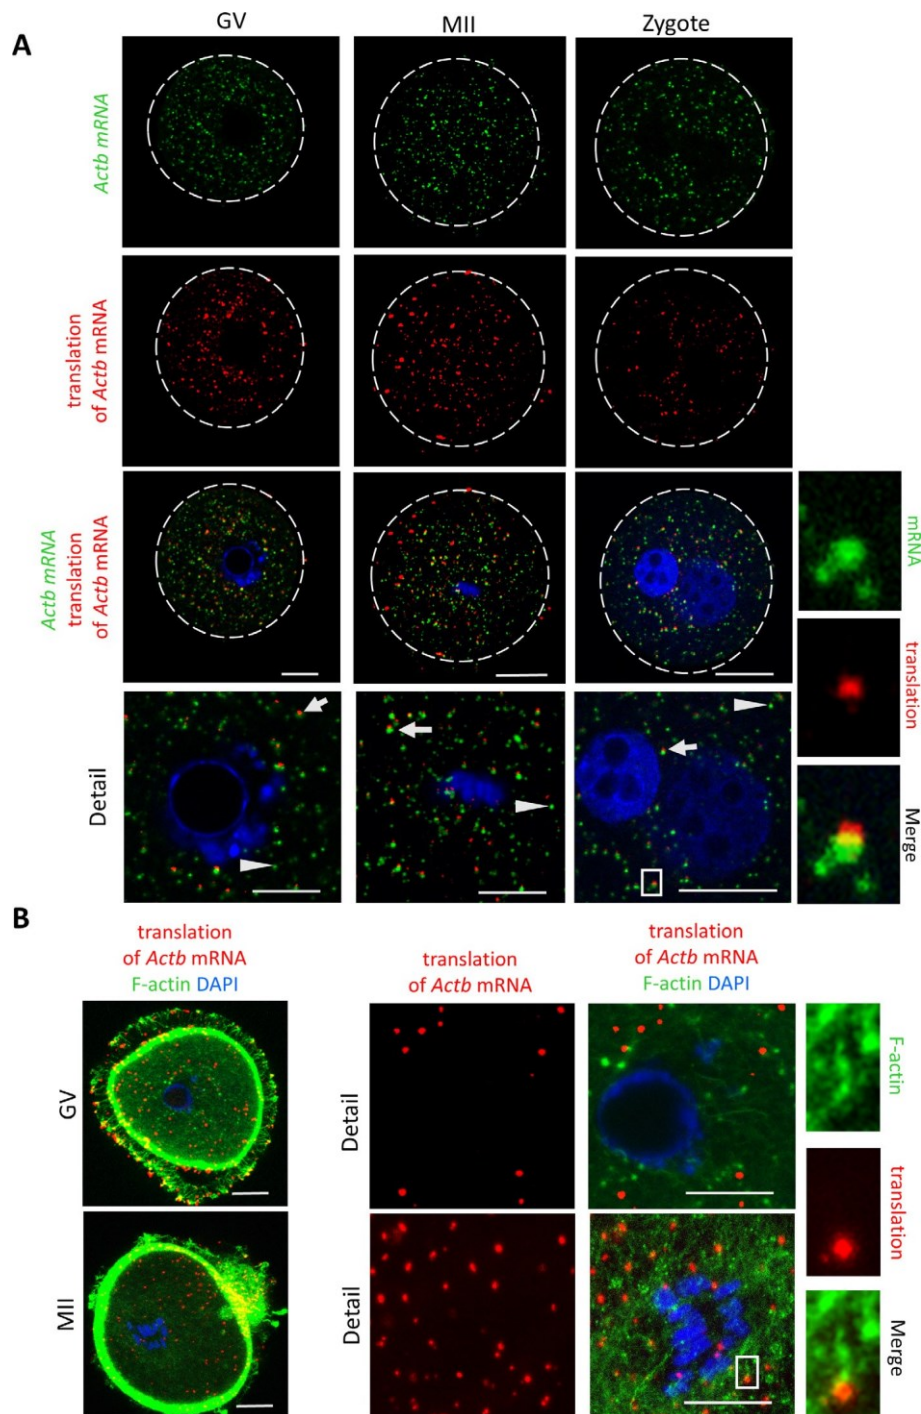 A
GV
MII
Zygote
Actb mRNA
translation
of Actb mRNA
Actb mRNA
translation
of Actb mRNA
mRNA
translation
Merge
Detail
B
translation
of Actb mRNA
F-actin DAPI
translation
of Actb mRNA
translation
of Actb mRNA
F-actin DAPI
GV
Detail
F-actin
translation
Merge
MII
Detail